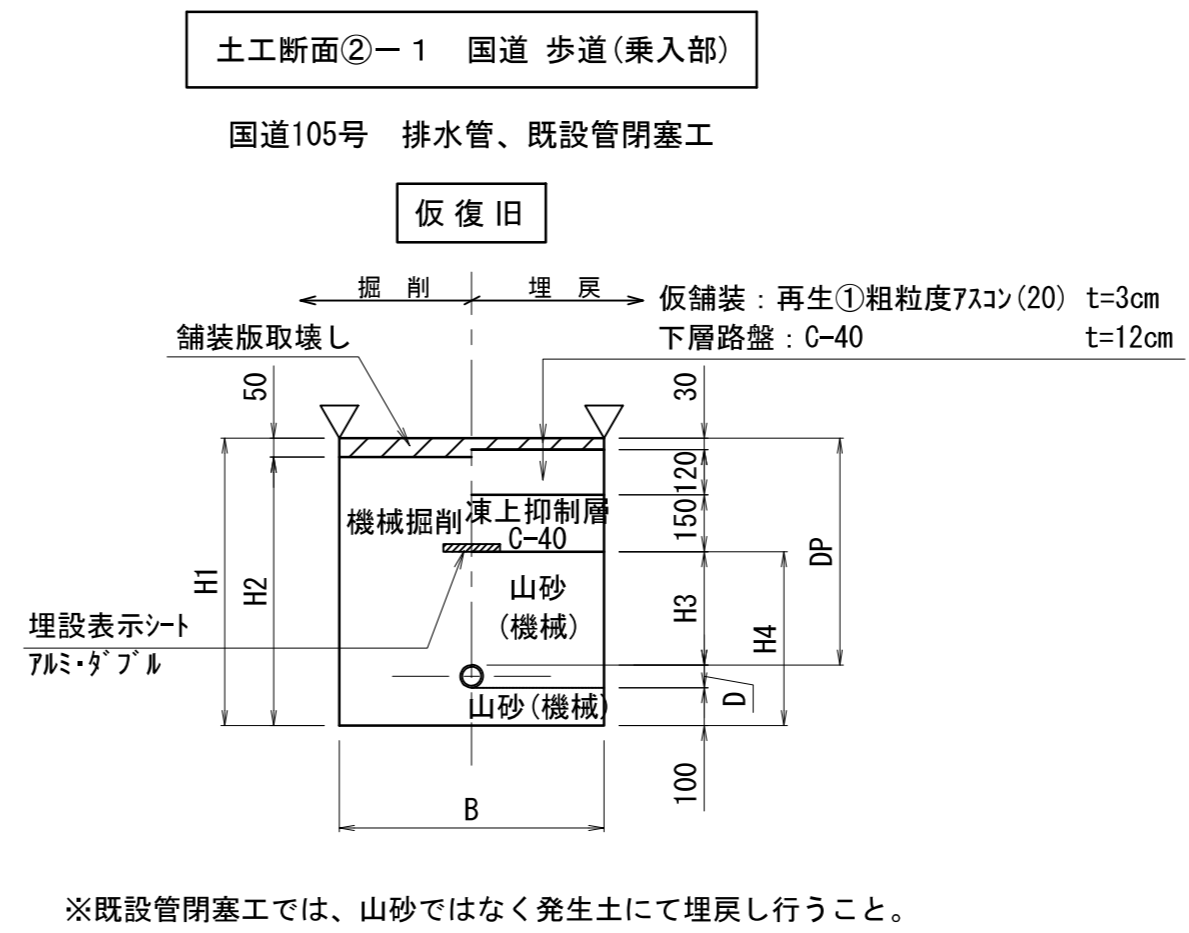 土工断面②－１　国道 歩道(乗入部)
国道105号　排水管、既設管閉塞工
仮 復 旧
掘　削
埋　戻
仮舗装：再生①粗粒度ｱｽｺﾝ(20) t=3cm
下層路盤：C-40 t=12cm
舗装版取壊し
50
30
120
150
機械掘削
凍上抑制層
C-40
山砂
(機械)
H1
H2
H3
H4
DP
埋設表示ｼｰﾄ
ｱﾙﾐ・ﾀﾞﾌﾞﾙ
山砂(機械)
D
100
B
※既設管閉塞工では、山砂ではなく発生土にて埋戻し行うこと。